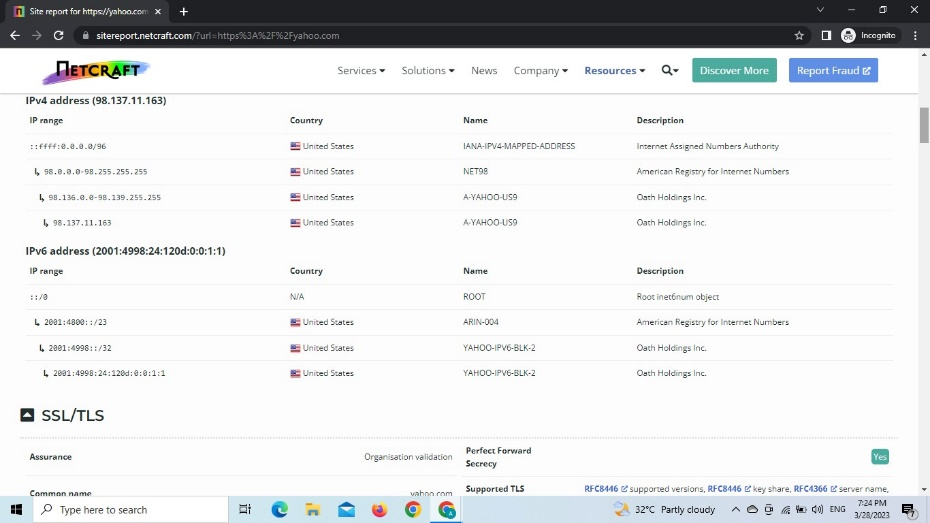 Site report for https://yahoo.com
sitereport.netcraft.com/?url=https%3A%2F%2Fyahoo.com
Incognito
NETCRAFT
Services Solutions News Company Resources Discover More Report Fraud
IPv4 address (98.137.11.163)
IP range Country Name Description
::ffff:0.0.0.0/96 United States IANA-IPV4-MAPPED-ADDRESS Internet Assigned Numbers Authority
98.0.0.0-98.255.255.255 United States NET98 American Registry for Internet Numbers
98.136.0.0-98.139.255.255 United States A-YAHOO-US9 Oath Holdings Inc.
98.137.11.163 United States A-YAHOO-US9 Oath Holdings Inc.
IPv6 address (2001:4998:24:120d:0:0:1:1)
IP range Country Name Description
::/0 N/A ROOT Root inet6num object
2001:4800::/23 United States ARIN-004 American Registry for Internet Numbers
2001:4998::/32 United States YAHOO-IPV6-BLK-2 Oath Holdings Inc.
2001:4998:24:120d:0:0:1:1 United States YAHOO-IPV6-BLK-2 Oath Holdings Inc.
SSL/TLS
Assurance Organisation validation
Perfect Forward Secrecy Yes
Common name yahoo.com
Supported TLS RFC8446 supported versions, RFC8446 key share, RFC4366 server name,
Type here to search
32°C Partly cloudy
ENG
7:24 PM
3/28/2023